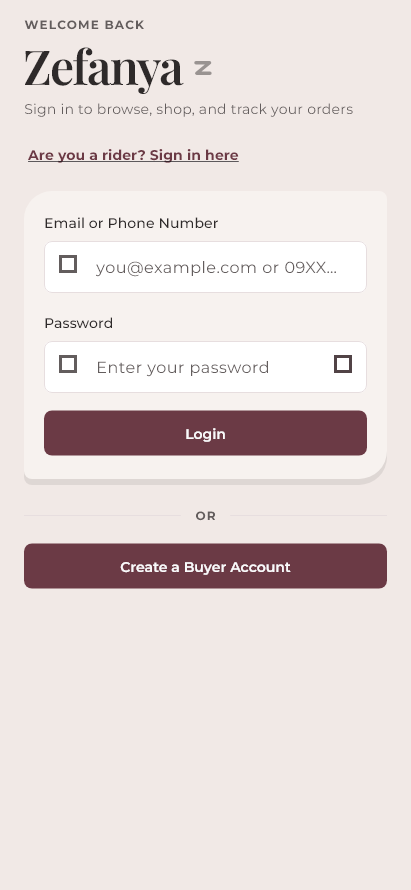 WELCOME BACK
Zefanya
Sign in to browse, shop, and track your orders
Are you a rider? Sign in here
Email or Phone Number
you@example.com or 09XX...
Password
Enter your password
Login
OR
Create a Buyer Account